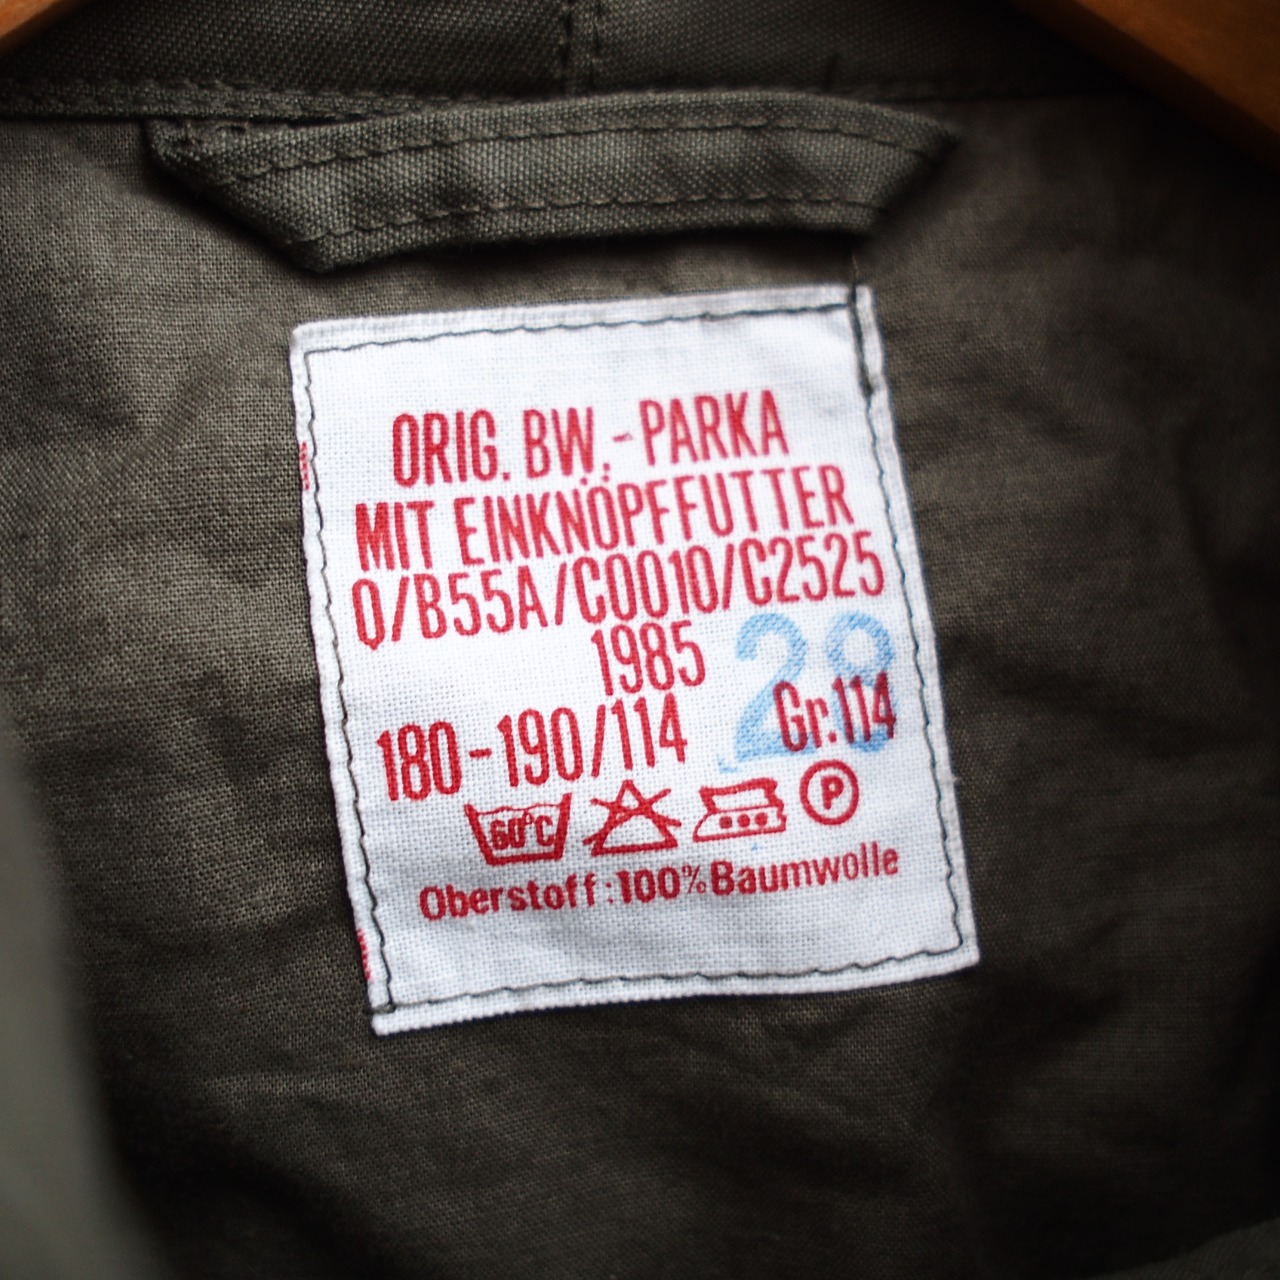 ORIG. BW.-PARKA
MIT EINKNÖPFFUTTER
Q/B55A/C0010/C2525
1985
28
180-190/114 Gr.114
60°C P
Oberstoff:100% Baumwolle